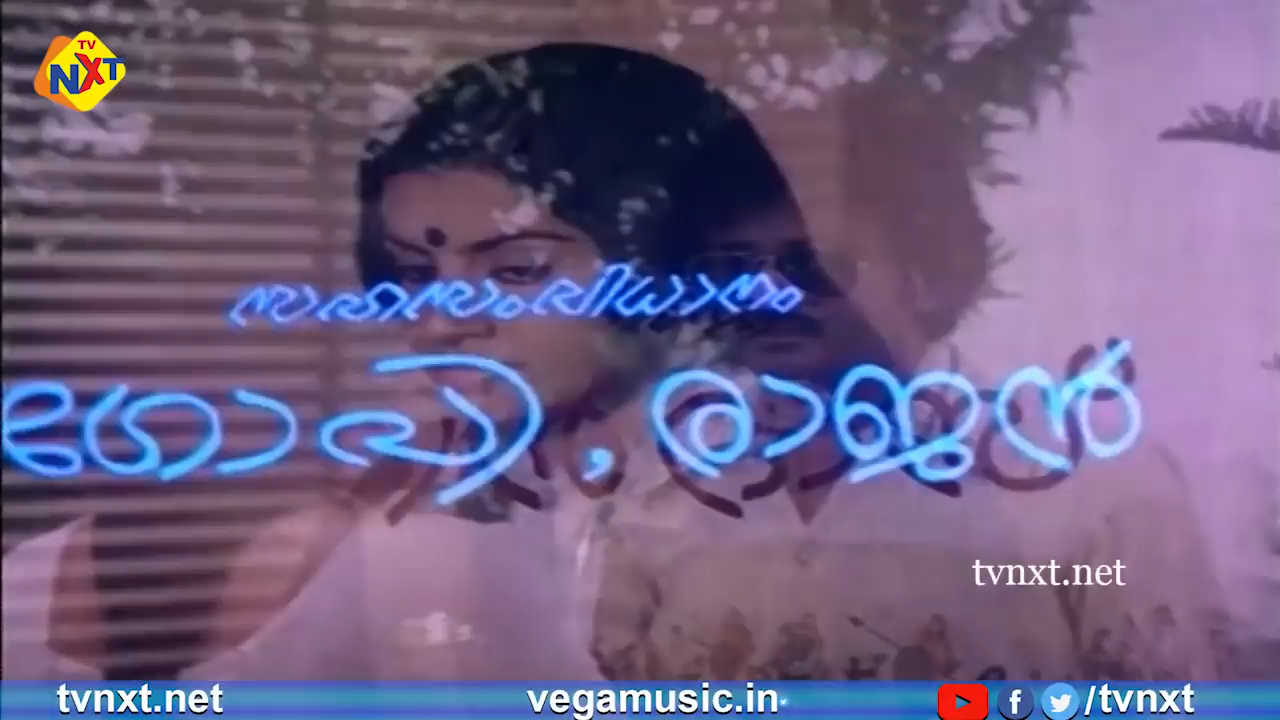 TV
NXT
സഹസംവിധാനം
ഗോപി, രാജൻ
tvnxt.net
tvnxt.net
vegamusic.in
/tvnxt